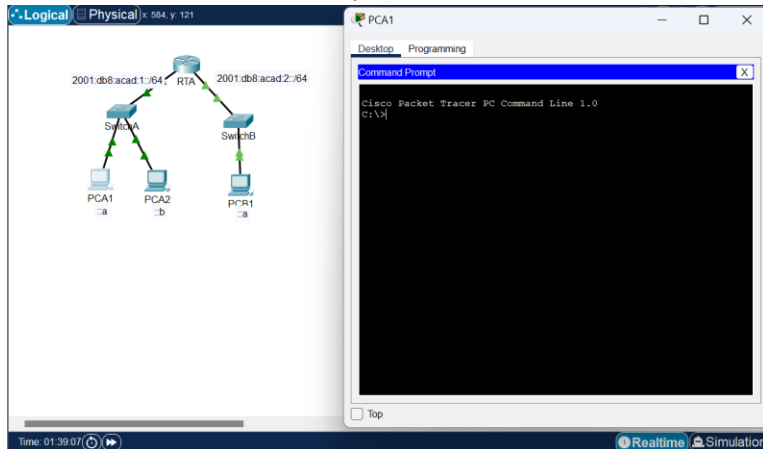 Logical
Physical
x: 584, y: 121
2001:db8:acad:1::/64
RTA
2001:db8:acad:2::/64
SwitchA
SwitchB
PCA1
::a
PCA2
::b
PCB1
::a
Time: 01:39:07
PCA1
Desktop Programming
Command Prompt
X
Cisco Packet Tracer PC Command Line 1.0
C:\>
Top
Realtime
Simulation